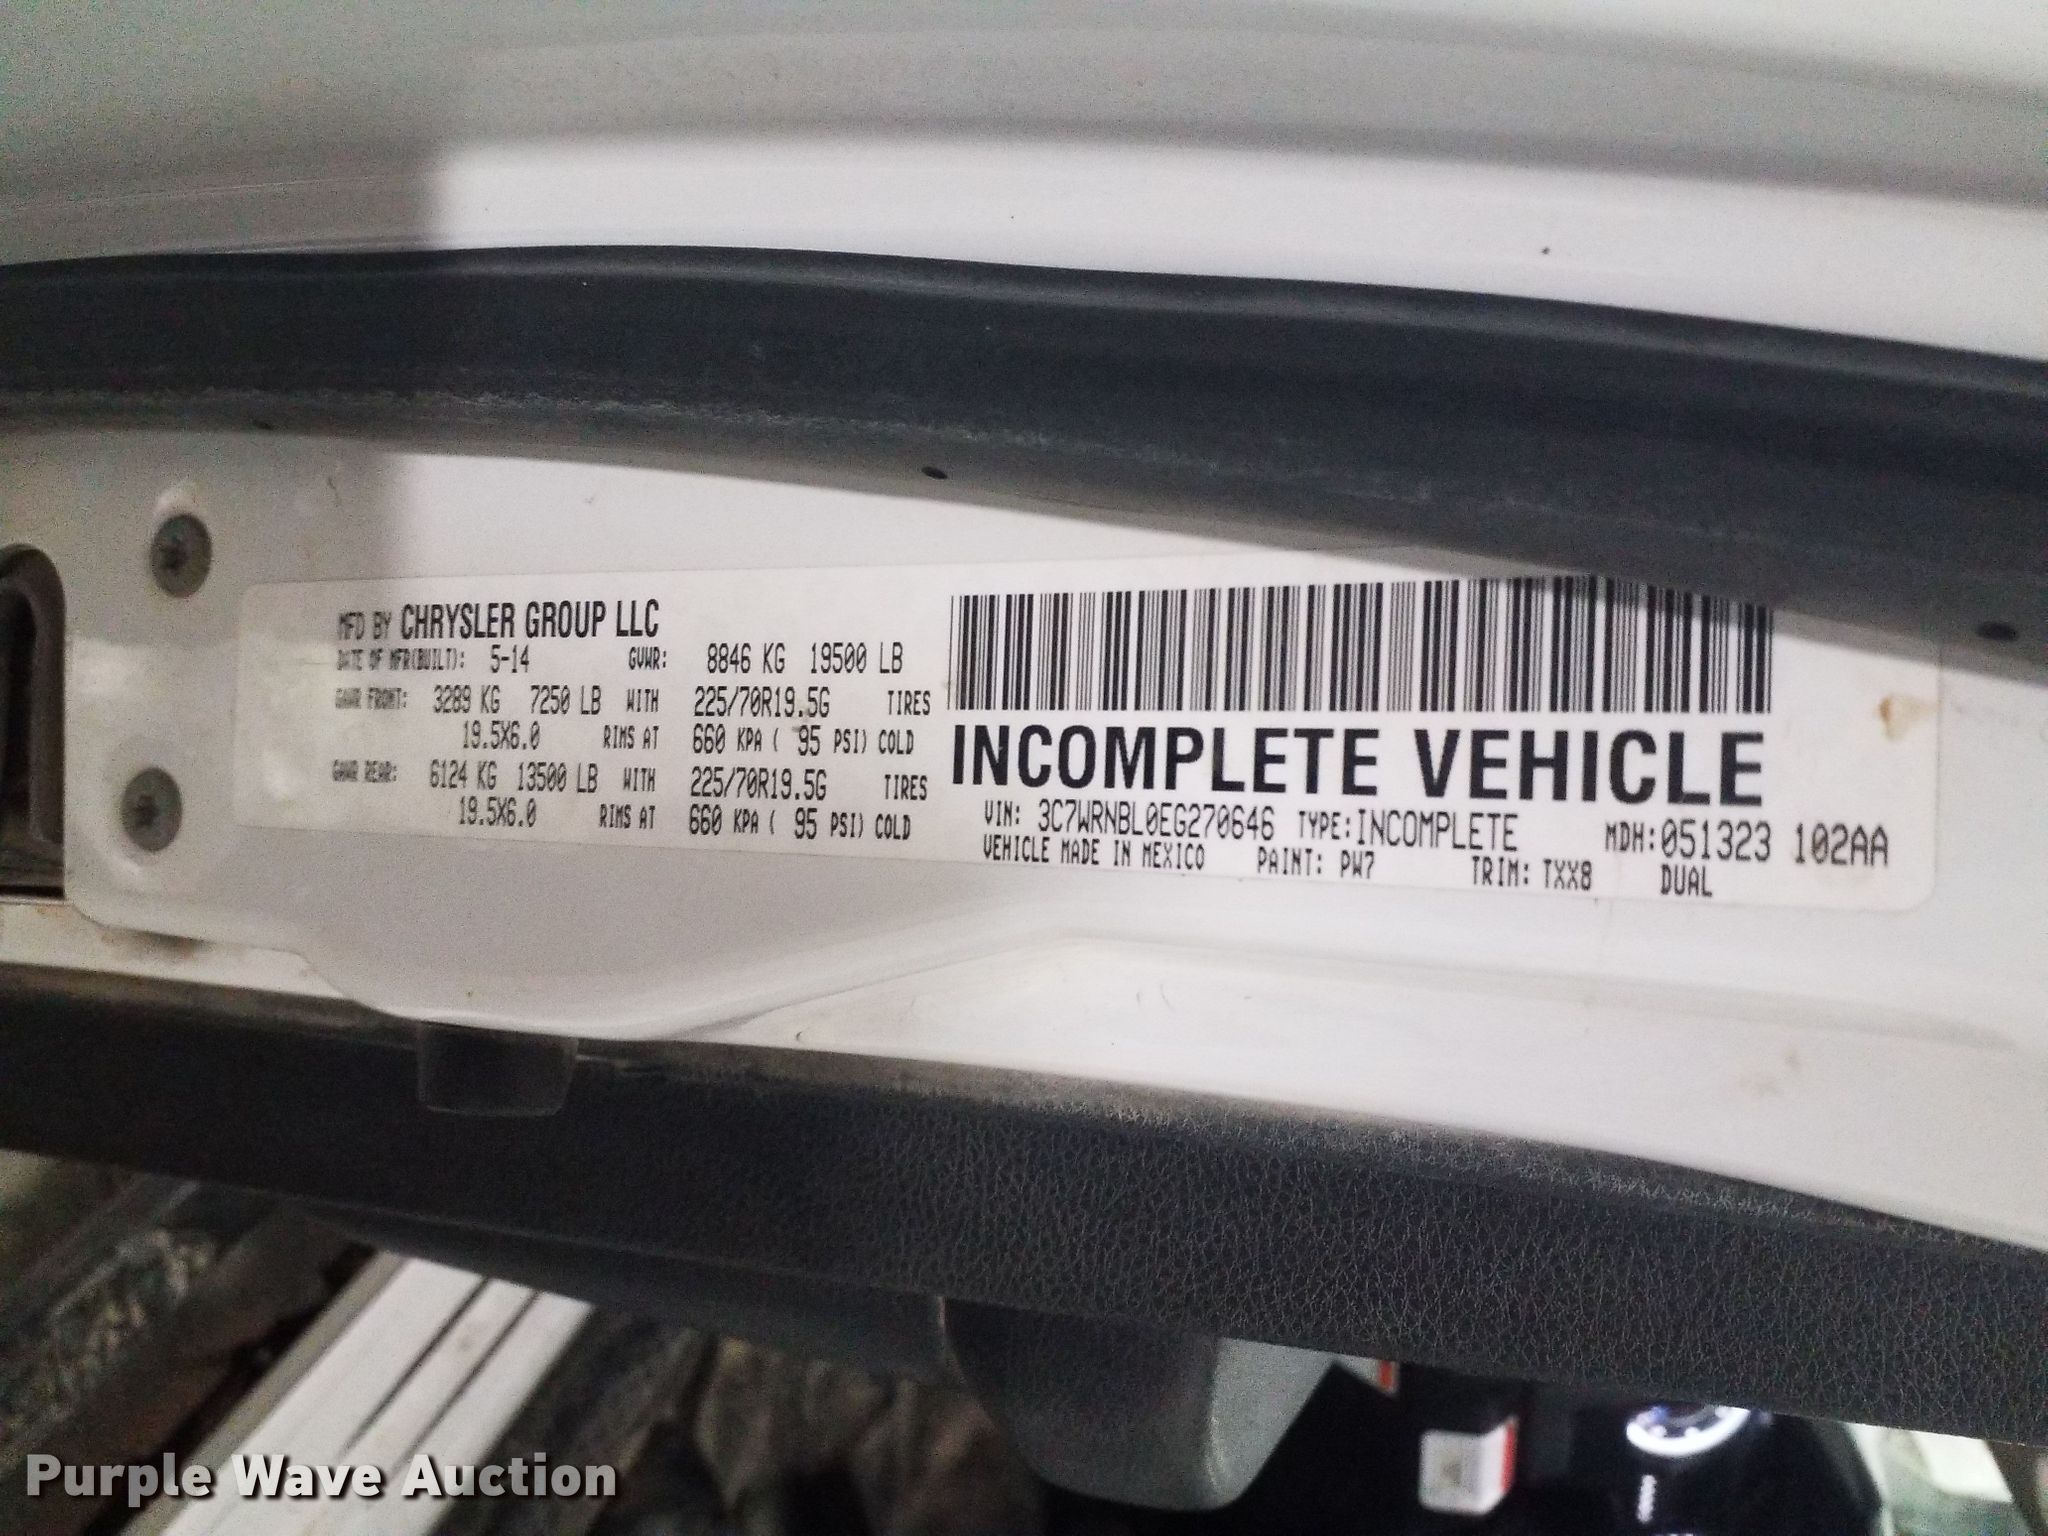 MFD BY CHRYSLER GROUP LLC
DATE OF MFR(BUILT): 5-14 GVWR: 8846 KG 19500 LB
GAWR FRONT: 3289 KG 7250 LB WITH 225/70R19.5G TIRES
19.5X6.0 RIMS AT 660 KPA ( 95 PSI) COLD
GAWR REAR: 6124 KG 13500 LB WITH 225/70R19.5G TIRES
19.5X6.0 RIMS AT 660 KPA ( 95 PSI) COLD
INCOMPLETE VEHICLE
VIN: 3C7WRNBL0EG270646 TYPE: INCOMPLETE MDH: 051323 102AA
VEHICLE MADE IN MEXICO PAINT: PW7 TRIM: TXX8 DUAL
Purple Wave Auction